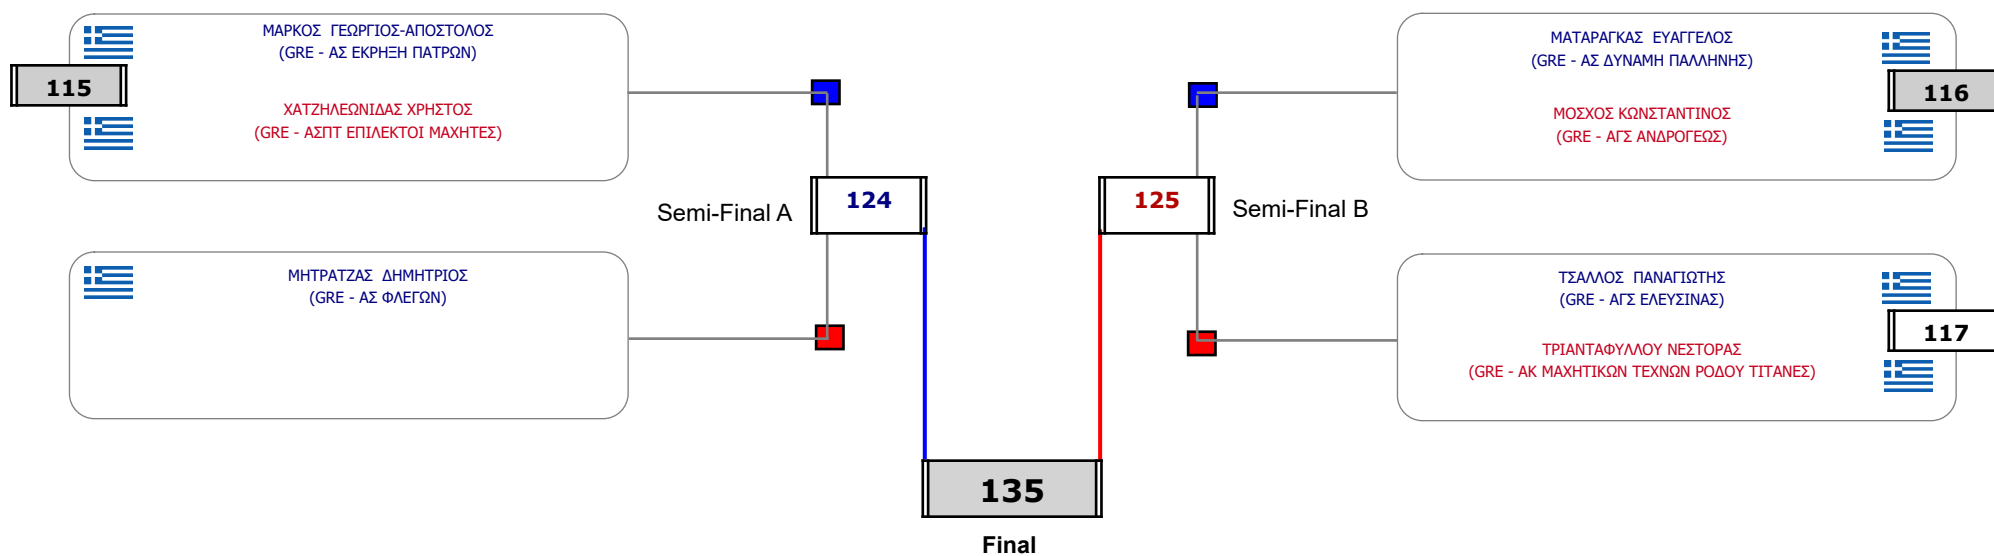 ΜΑΡΚΟΣ ΓΕΩΡΓΙΟΣ-ΑΠΟΣΤΟΛΟΣ
(GRE - ΑΣ ΕΚΡΗΞΗ ΠΑΤΡΩΝ)
115
ΧΑΤΖΗΛΕΩΝΙΔΑΣ ΧΡΗΣΤΟΣ
(GRE - ΑΣΠΤ ΕΠΙΛΕΚΤΟΙ ΜΑΧΗΤΕΣ)
ΜΑΤΑΡΑΓΚΑΣ ΕΥΑΓΓΕΛΟΣ
(GRE - ΑΣ ΔΥΝΑΜΗ ΠΑΛΛΗΝΗΣ)
116
ΜΟΣΧΟΣ ΚΩΝΣΤΑΝΤΙΝΟΣ
(GRE - ΑΓΣ ΑΝΔΡΟΓΕΩΣ)
Semi-Final A
124
125
Semi-Final B
ΜΗΤΡΑΤΖΑΣ ΔΗΜΗΤΡΙΟΣ
(GRE - ΑΣ ΦΛΕΓΩΝ)
ΤΣΑΛΛΟΣ ΠΑΝΑΓΙΩΤΗΣ
(GRE - ΑΓΣ ΕΛΕΥΣΙΝΑΣ)
117
ΤΡΙΑΝΤΑΦΥΛΛΟΥ ΝΕΣΤΟΡΑΣ
(GRE - ΑΚ ΜΑΧΗΤΙΚΩΝ ΤΕΧΝΩΝ ΡΟΔΟΥ ΤΙΤΑΝΕΣ)
135
Final